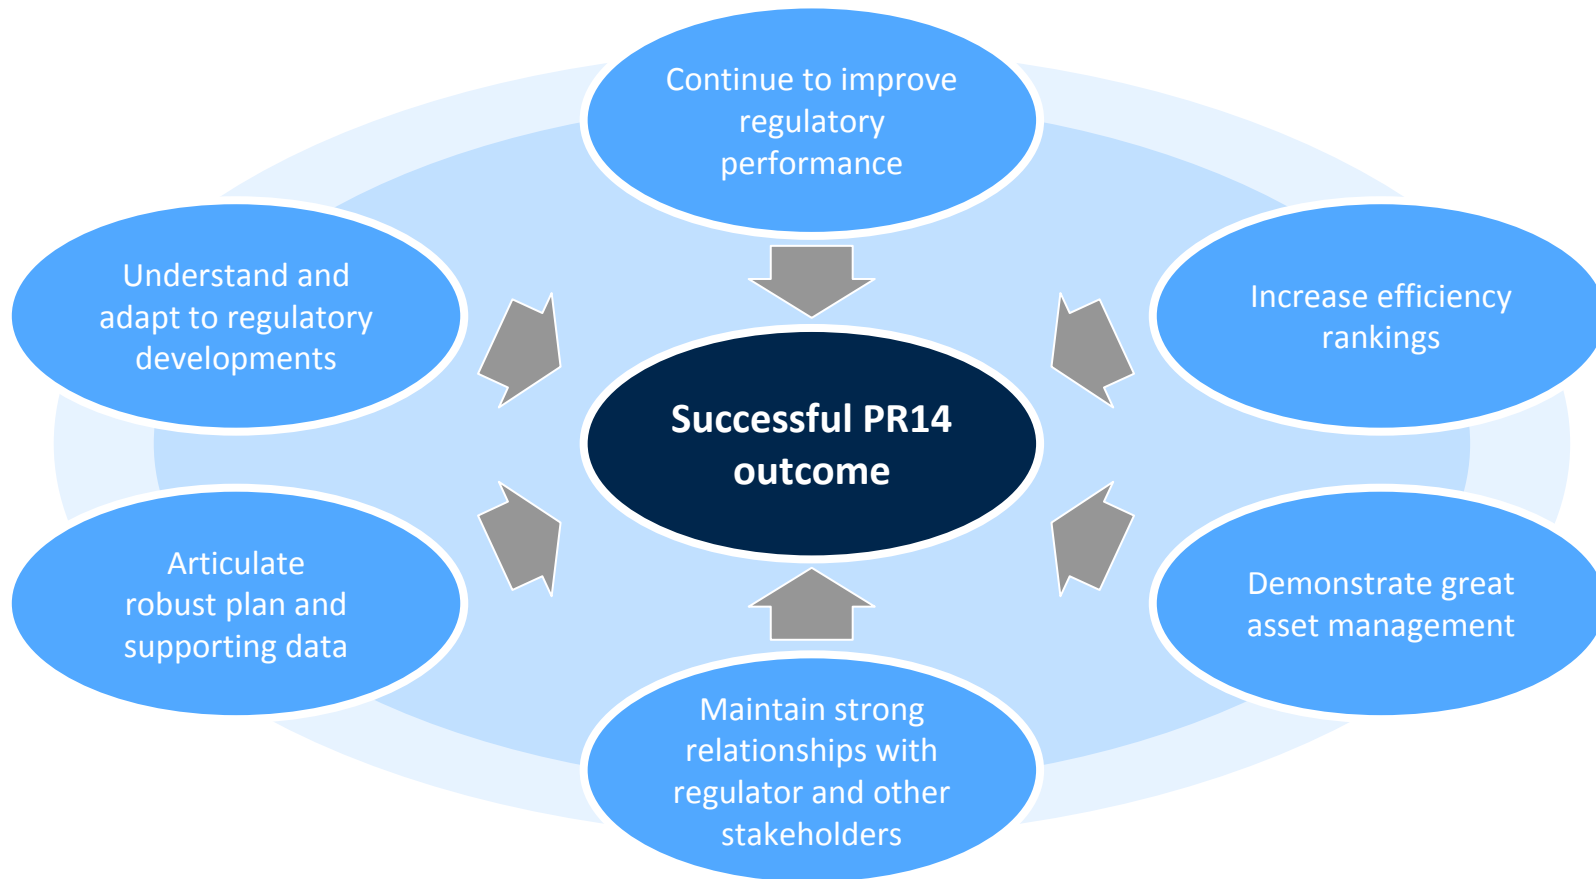 Continue to improve
regulatory
performance
Understand and
adapt to regulatory
developments
Increase efficiency
rankings
Successful PR14
outcome
Articulate
robust plan and
supporting data
Demonstrate great
asset management
Maintain strong
relationships with
regulator and other
stakeholders